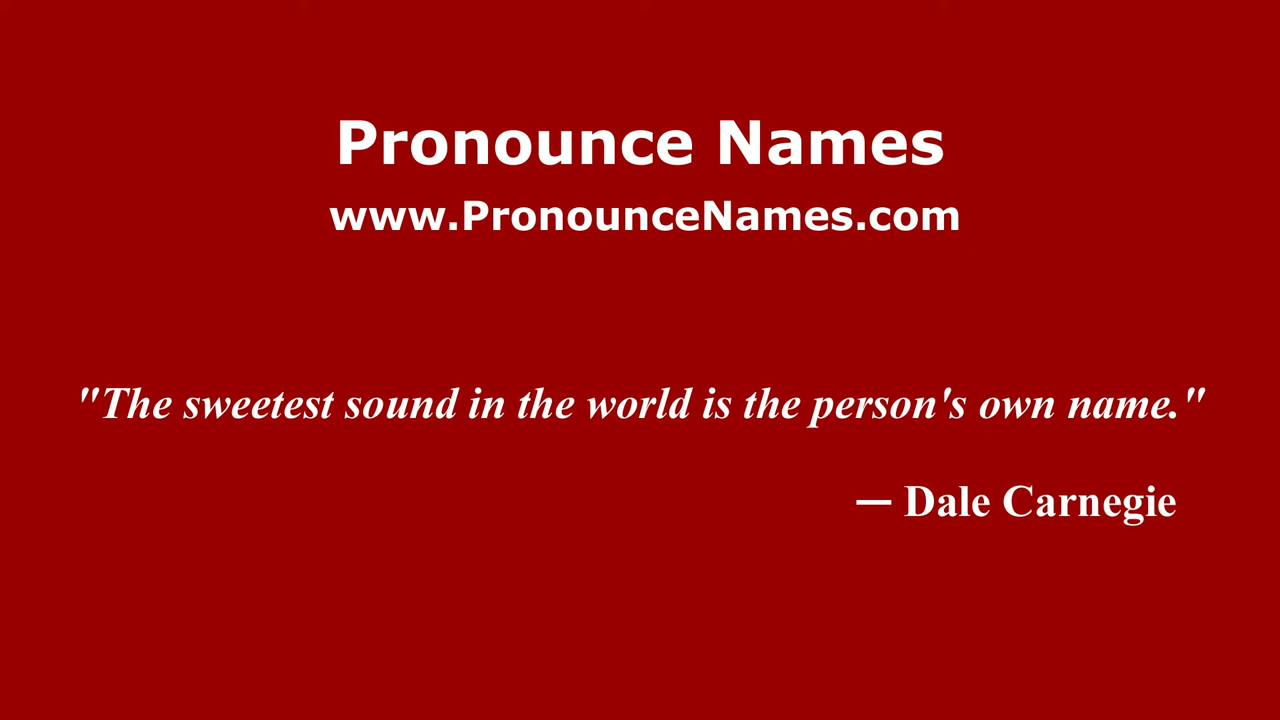 Pronounce Names
www.PronounceNames.com
"The sweetest sound in the world is the person's own name."
— Dale Carnegie